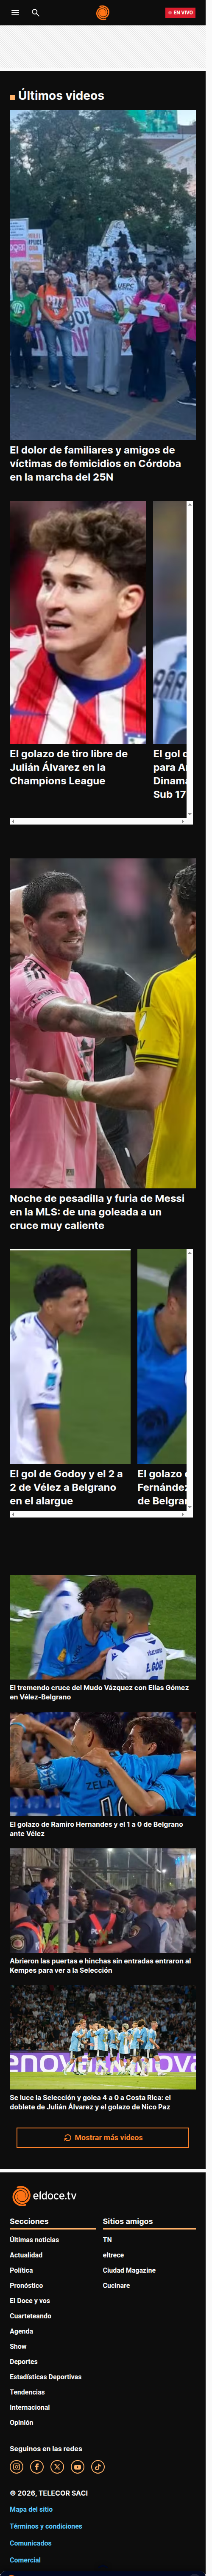 EN VIVO
Últimos videos
El dolor de familiares y amigos de
víctimas de femicidios en Córdoba
en la marcha del 25N
El golazo de tiro libre de
Julián Álvarez en la
Champions League
El gol
para
Sub 17
Noche de pesadilla y furia de Messi
en la MLS: de una goleada a un
cruce muy caliente
El gol de Godoy y el 2 a
2 de Vélez a Belgrano
en el alargue
El golazo
de
El tremendo cruce del Mudo Vázquez con Elías Gómez
en Vélez-Belgrano
El golazo de Ramiro Hernandes y el 1 a 0 de Belgrano
ante Vélez
Abrieron las puertas e hinchas sin entradas entraron al
Kempes para ver a la Selección
Se luce la Selección y golea 4 a 0 a Costa Rica: el
doblete de Julián Álvarez y el golazo de Nico Paz
Mostrar más videos
eldoce.tv
Secciones
Últimas noticias
Actualidad
Política
Pronóstico
El Doce y vos
Cuarteteando
Agenda
Show
Deportes
Estadísticas Deportivas
Tendencias
Internacional
Opinión
Sitios amigos
TN
eltrece
Ciudad Magazine
Cucinare
Seguinos en las redes
© 2026, TELECOR SACI
Mapa del sitio
Términos y condiciones
Comunicados
Comercial